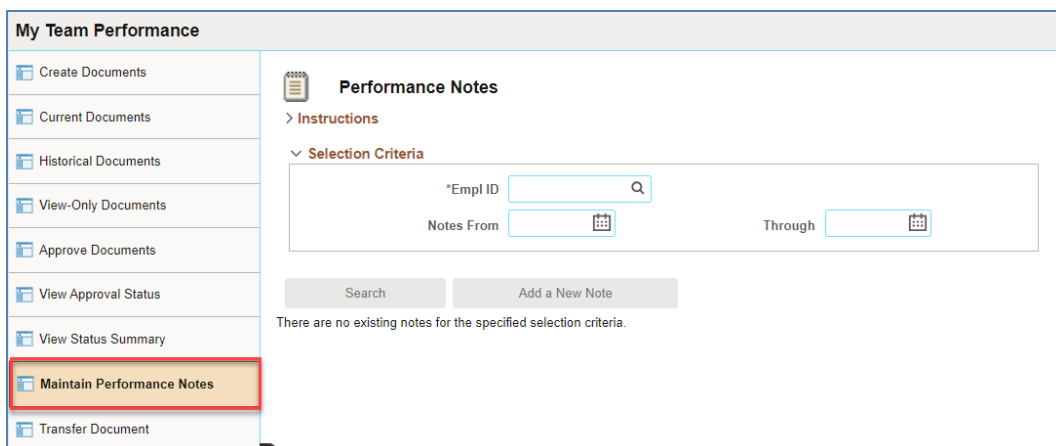 My Team Performance
Create Documents
Current Documents
Historical Documents
View-Only Documents
Approve Documents
View Approval Status
View Status Summary
Maintain Performance Notes
Transfer Document
Performance Notes
Instructions
Selection Criteria
*Empl ID
Notes From Through
Search Add a New Note
There are no existing notes for the specified selection criteria.